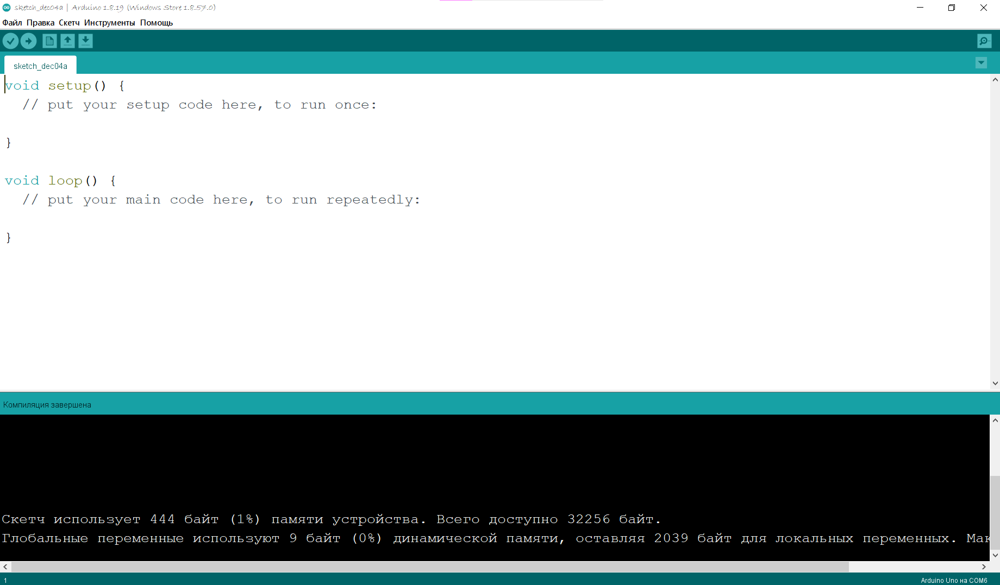 sketch_dec04a | Arduino 1.8.19 (Windows Store 1.8.57.0)
Файл Правка Скетч Инструменты Помощь
sketch_dec04a
void setup() {
  // put your setup code here, to run once:
}
void loop() {
  // put your main code here, to run repeatedly:
}
Компиляция завершена
Скетч использует 444 байт (1%) памяти устройства. Всего доступно 32256 байт.
Глобальные переменные используют 9 байт (0%) динамической памяти, оставляя 2039 байт для локальных переменных. Мак
1
Arduino Uno на COM6